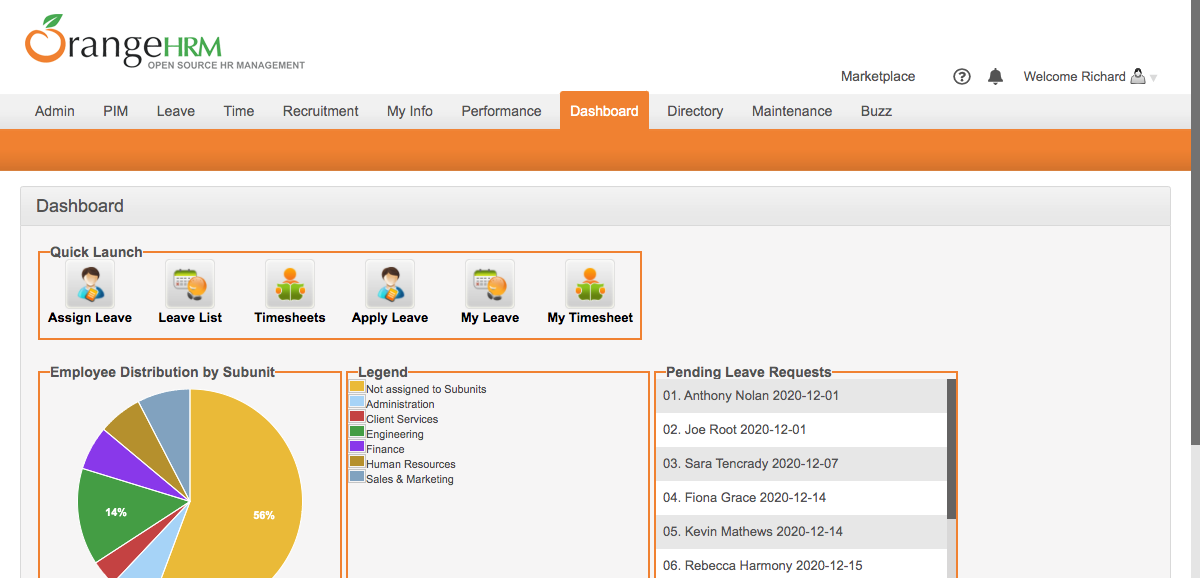 OrangeHRM
OPEN SOURCE HR MANAGEMENT
Marketplace ? Welcome Richard
Admin PIM Leave Time Recruitment My Info Performance Dashboard Directory Maintenance Buzz
Dashboard
Quick Launch
Assign Leave Leave List Timesheets Apply Leave My Leave My Timesheet
Employee Distribution by Subunit
14%
56%
Legend
Not assigned to Subunits
Administration
Client Services
Engineering
Finance
Human Resources
Sales & Marketing
Pending Leave Requests
01. Anthony Nolan 2020-12-01
02. Joe Root 2020-12-01
03. Sara Tencrady 2020-12-07
04. Fiona Grace 2020-12-14
05. Kevin Mathews 2020-12-14
06. Rebecca Harmony 2020-12-15